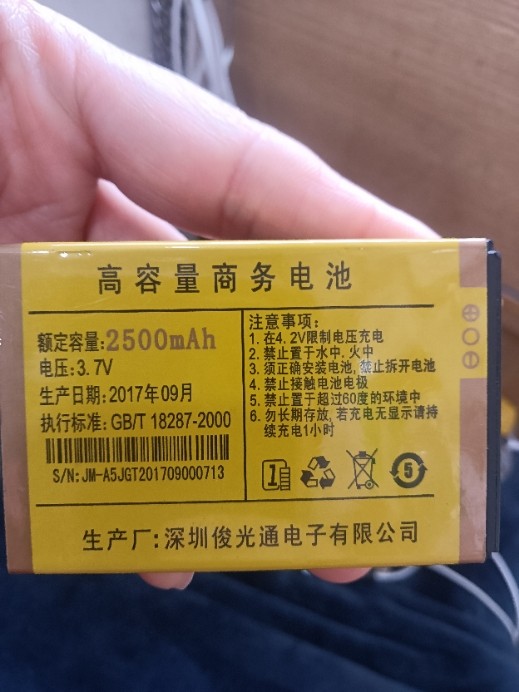 高容量商务电池
额定容量:2500mAh
电压:3.7V
生产日期:2017年09月
执行标准:GB/T 18287-2000
S/N:JM-A5JGT201709000713
注意事项:
1.在4.2V限制电压充电
2.禁止置于水中.火中
3.须正确安装电池,禁止拆开电池
4.禁止接触电池电极
5.禁止置于超过60度的环境中
6.勿长期存放,若充电无显示请持
续充电1小时
1
5
生产厂:深圳俊光通电子有限公司
⊕○⊖